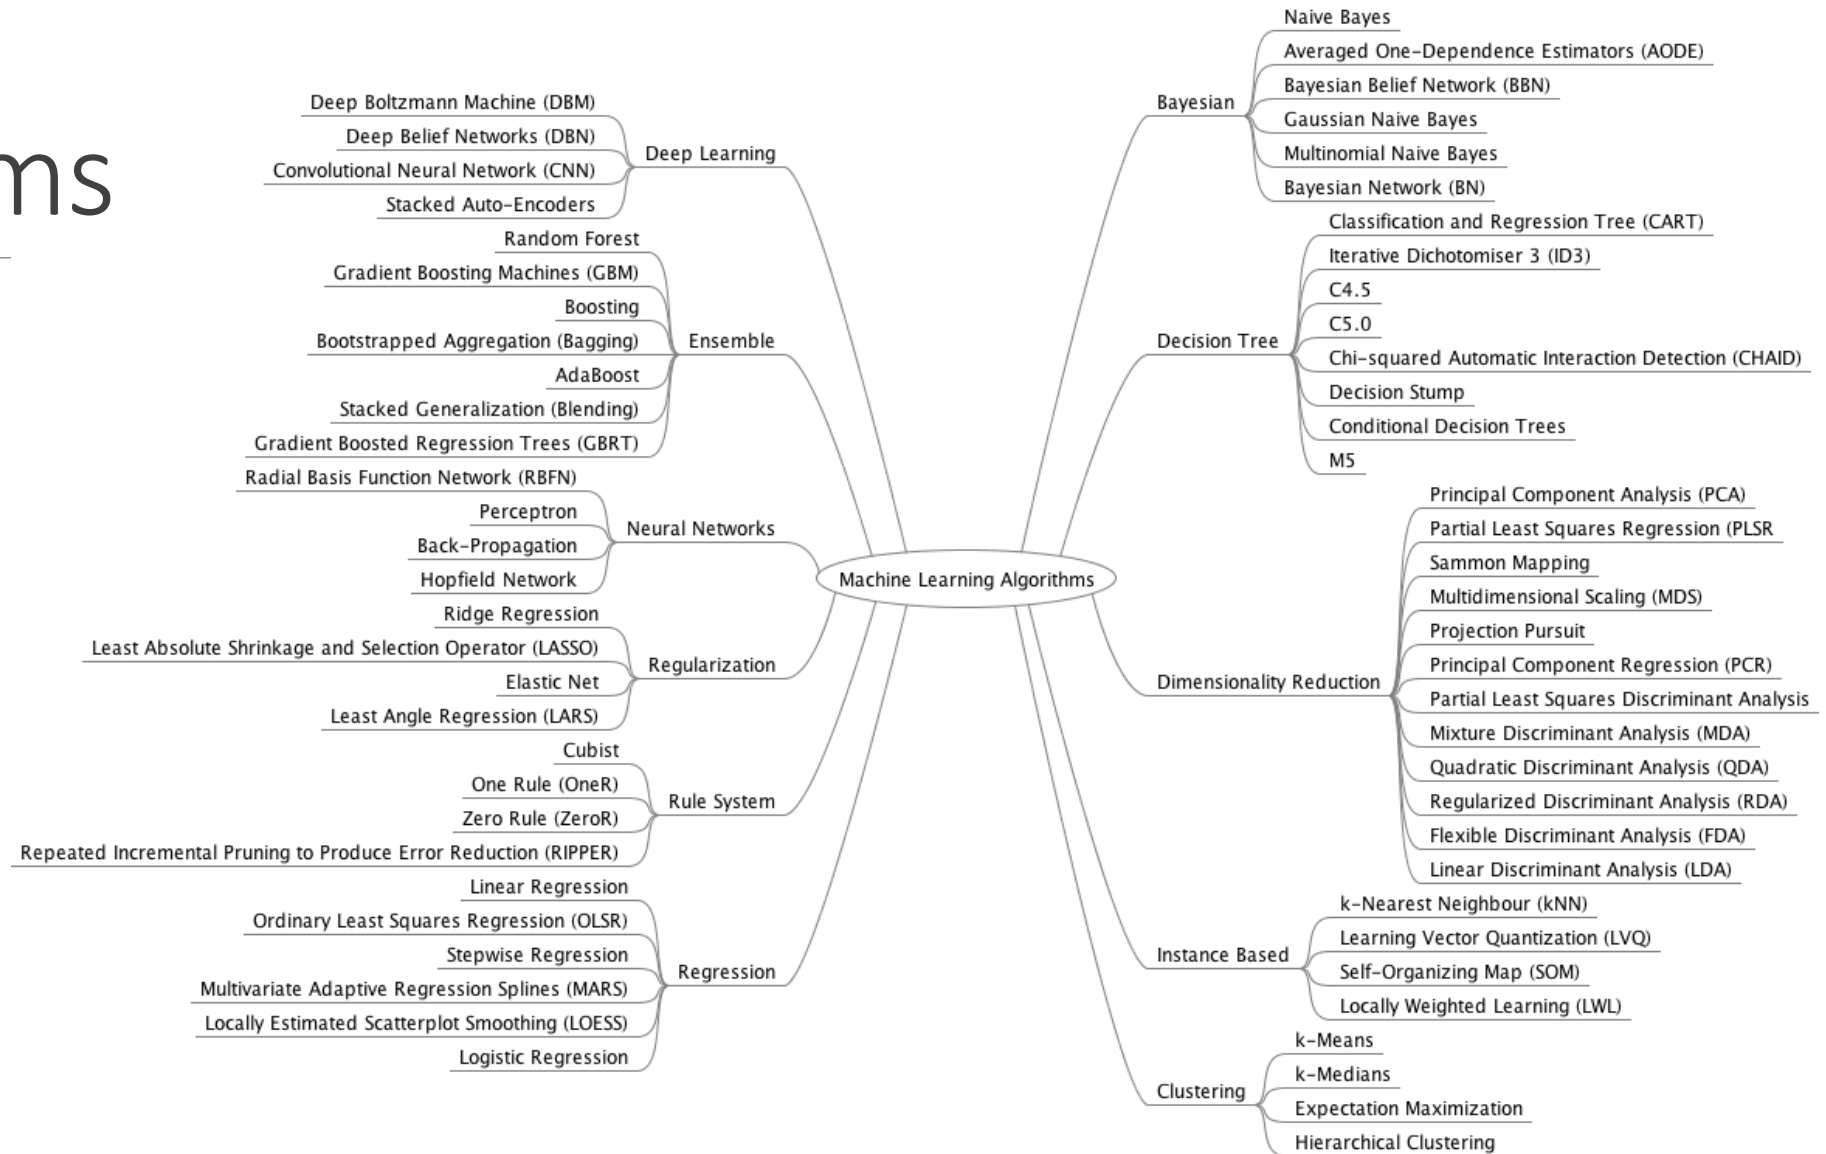 ms
Deep Boltzmann Machine (DBM)
Deep Belief Networks (DBN)
Convolutional Neural Network (CNN)
Stacked Auto-Encoders
Deep Learning
Random Forest
Gradient Boosting Machines (GBM)
Boosting
Bootstrapped Aggregation (Bagging)
AdaBoost
Stacked Generalization (Blending)
Gradient Boosted Regression Trees (GBRT)
Ensemble
Radial Basis Function Network (RBFN)
Perceptron
Back-Propagation
Hopfield Network
Neural Networks
Ridge Regression
Least Absolute Shrinkage and Selection Operator (LASSO)
Elastic Net
Least Angle Regression (LARS)
Regularization
Cubist
One Rule (OneR)
Zero Rule (ZeroR)
Repeated Incremental Pruning to Produce Error Reduction (RIPPER)
Rule System
Linear Regression
Ordinary Least Squares Regression (OLSR)
Stepwise Regression
Multivariate Adaptive Regression Splines (MARS)
Locally Estimated Scatterplot Smoothing (LOESS)
Logistic Regression
Regression
Machine Learning Algorithms
Bayesian
Naive Bayes
Averaged One-Dependence Estimators (AODE)
Bayesian Belief Network (BBN)
Gaussian Naive Bayes
Multinomial Naive Bayes
Bayesian Network (BN)
Decision Tree
Classification and Regression Tree (CART)
Iterative Dichotomiser 3 (ID3)
C4.5
C5.0
Chi-squared Automatic Interaction Detection (CHAID)
Decision Stump
Conditional Decision Trees
M5
Dimensionality Reduction
Principal Component Analysis (PCA)
Partial Least Squares Regression (PLSR
Sammon Mapping
Multidimensional Scaling (MDS)
Projection Pursuit
Principal Component Regression (PCR)
Partial Least Squares Discriminant Analysis
Mixture Discriminant Analysis (MDA)
Quadratic Discriminant Analysis (QDA)
Regularized Discriminant Analysis (RDA)
Flexible Discriminant Analysis (FDA)
Linear Discriminant Analysis (LDA)
Instance Based
k-Nearest Neighbour (kNN)
Learning Vector Quantization (LVQ)
Self-Organizing Map (SOM)
Locally Weighted Learning (LWL)
Clustering
k-Means
k-Medians
Expectation Maximization
Hierarchical Clustering